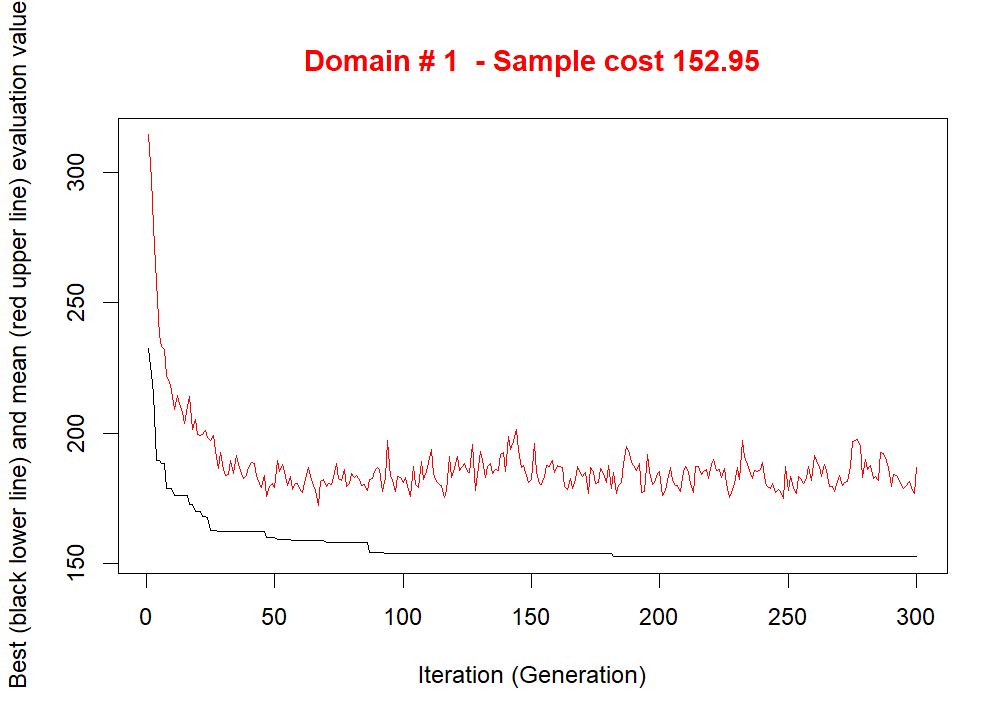 Domain # 1  - Sample cost 152.95
Best (black lower line) and mean (red upper line) evaluation value
300
250
200
150
0 50 100 150 200 250 300
Iteration (Generation)